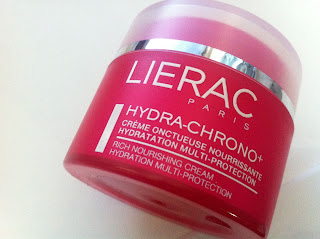 LIERAC
PARIS
HYDRA-CHRONO+
CRÈME ONCTUEUSE NOURRISSANTE
HYDRATATION MULTI-PROTECTION
RICH NOURISHING CREAM
HYDRATION MULTI-PROTECTION